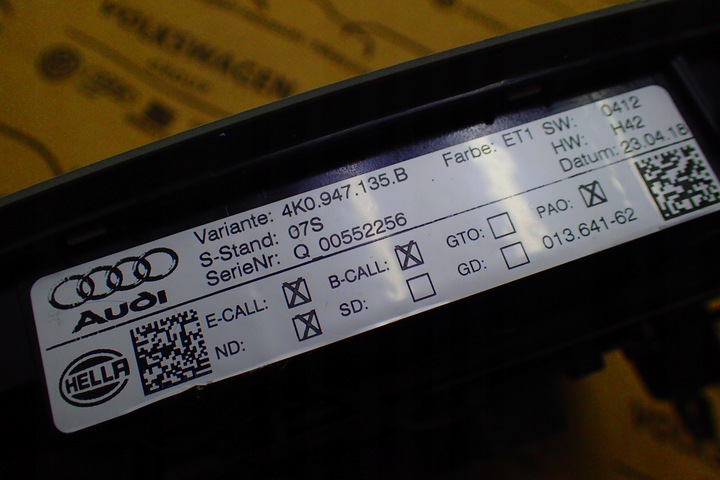 VOLKSWAGEN
Variante: 4K0.947.135.B
Farbe: ET1
SW: 0412
S-Stand: 07S
HW: H42
SerieNr: Q 00552256
Datum: 23.04.18
Audi
E-CALL: ☒ B-CALL: ☒ GTO: ☐ PAO: ☒
ND: ☒ SD: ☐ GD: ☐ 013.641-62
HELLA